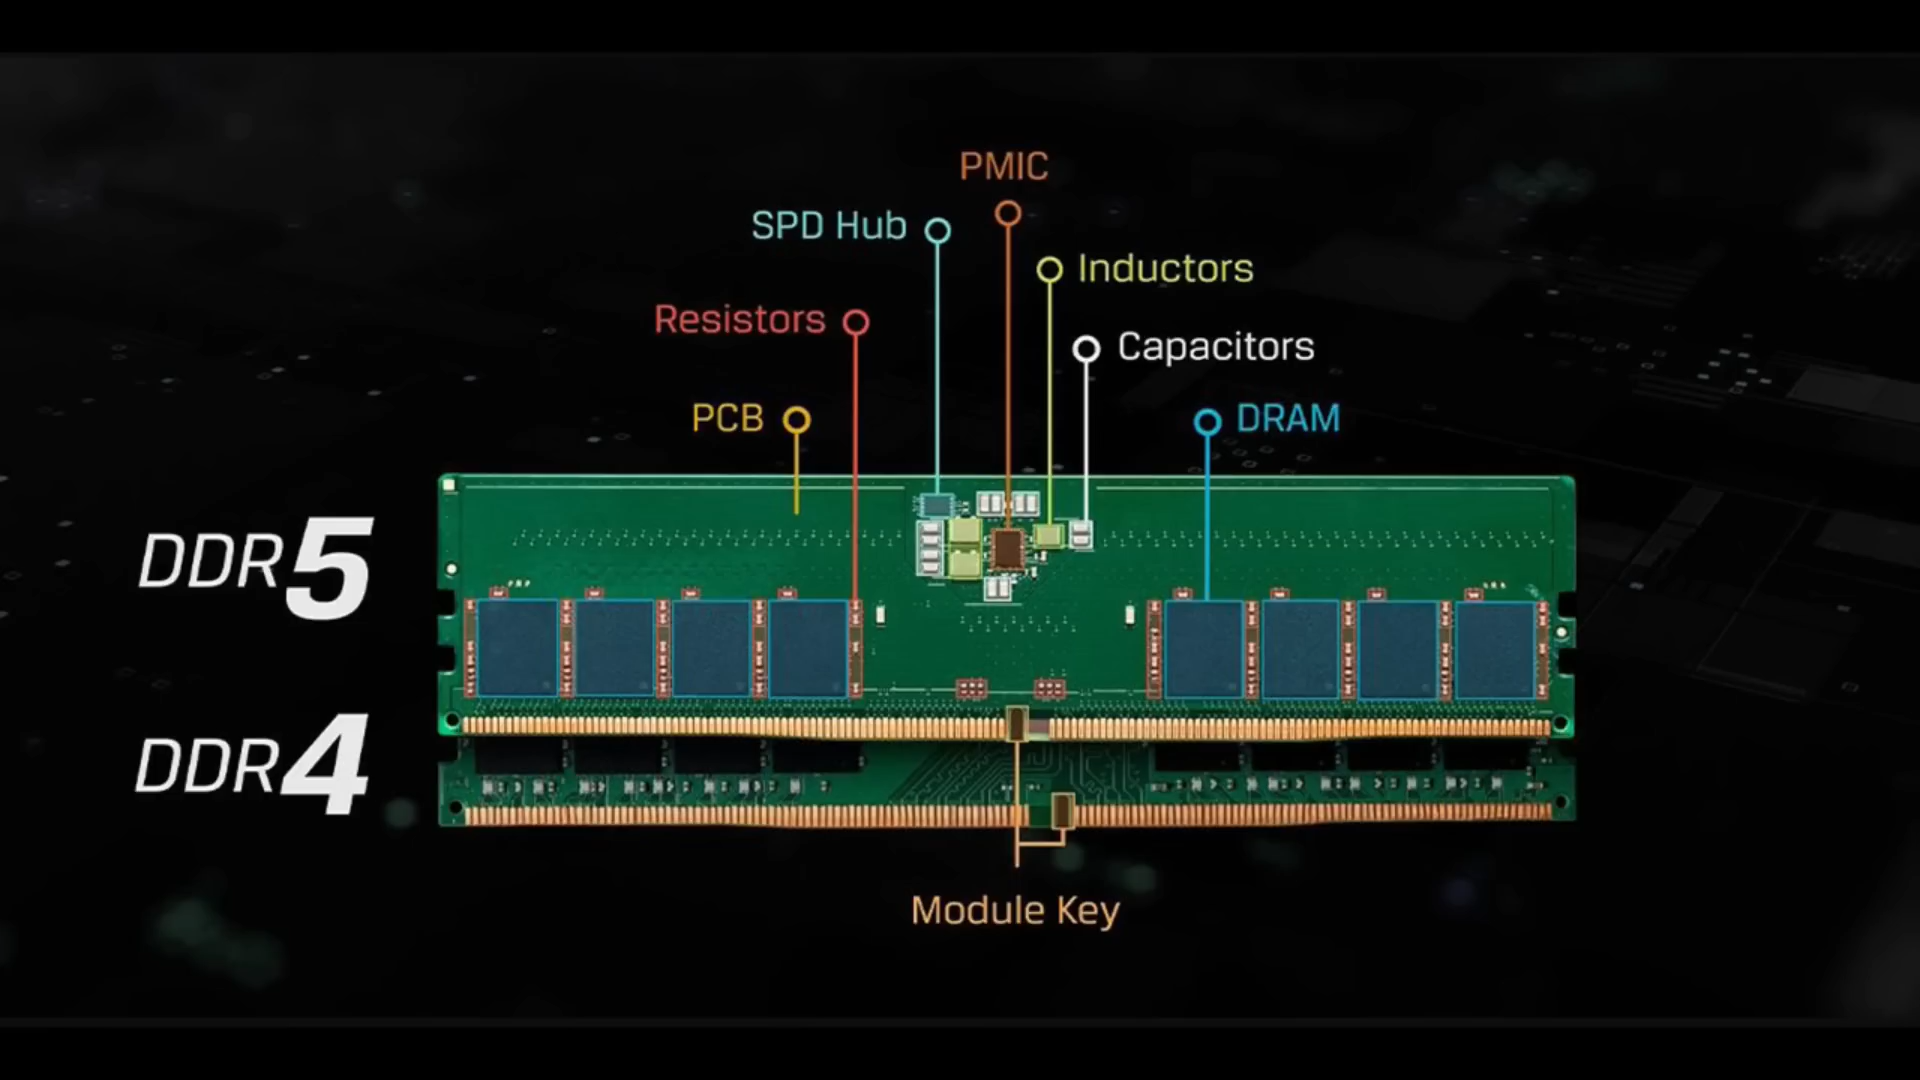 PMIC
SPD Hub
Inductors
Resistors
Capacitors
PCB
DRAM
DDR5
DDR4
Module Key